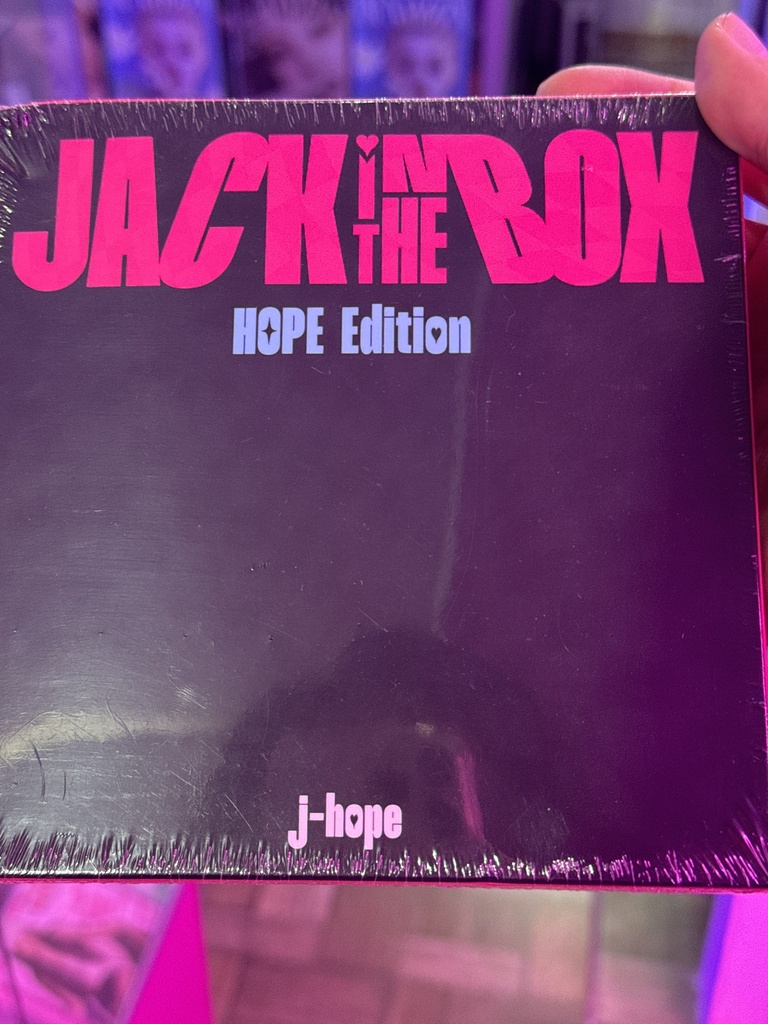 JACK iN THE BOX
HOPE Edition
j-hope